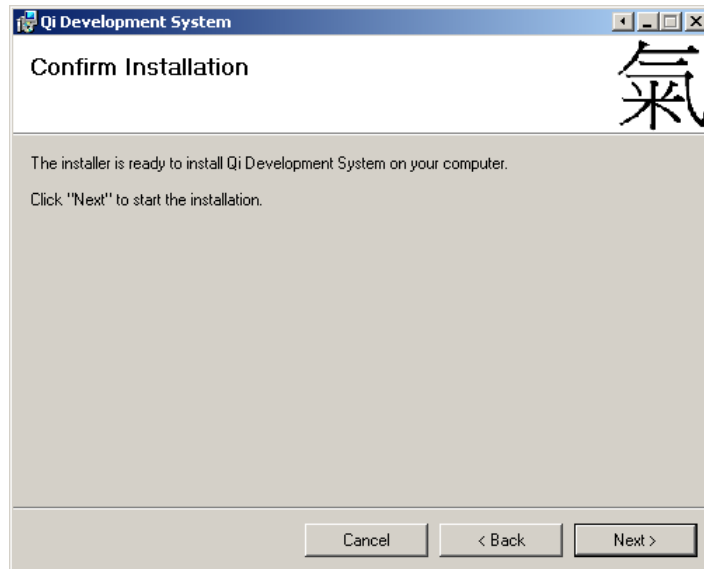 Qi Development System
Confirm Installation
氣
The installer is ready to install Qi Development System on your computer.
Click "Next" to start the installation.
Cancel
< Back
Next >